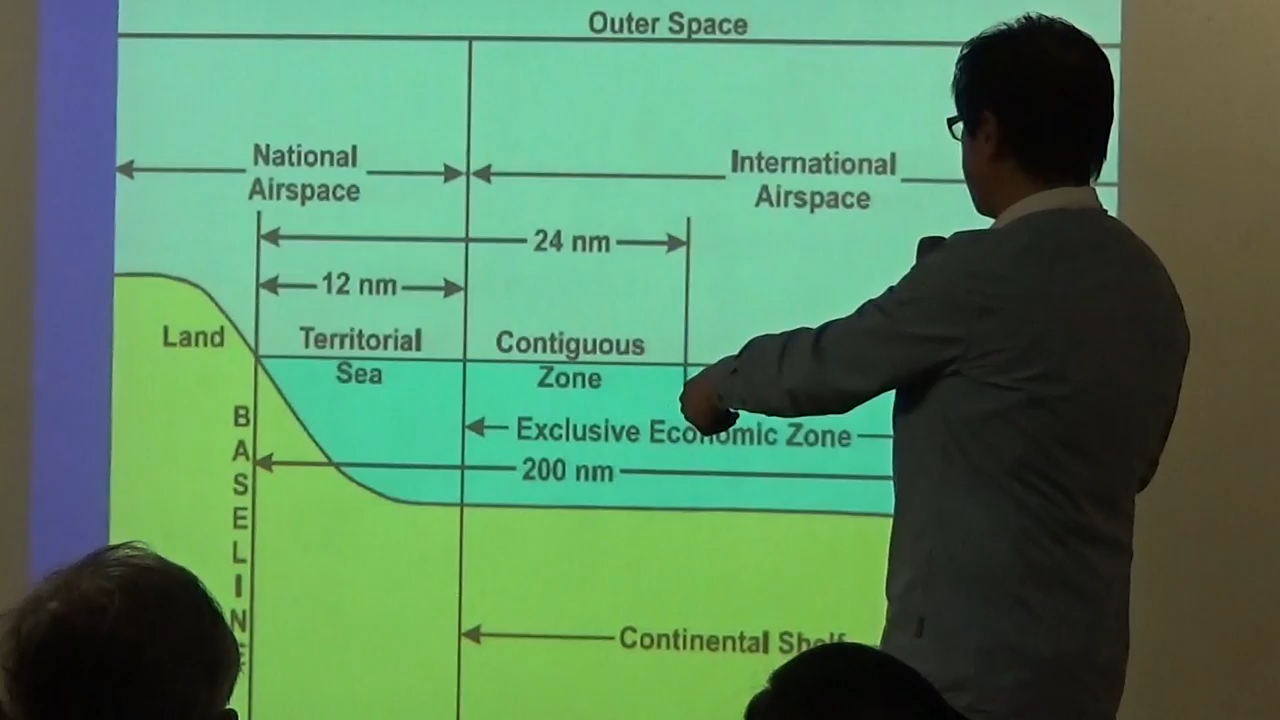 Outer Space
National
Airspace
International
Airspace
24 nm
12 nm
Land
Territorial
Sea
Contiguous
Zone
Exclusive Economic Zone
200 nm
BASELINE
Continental Shelf